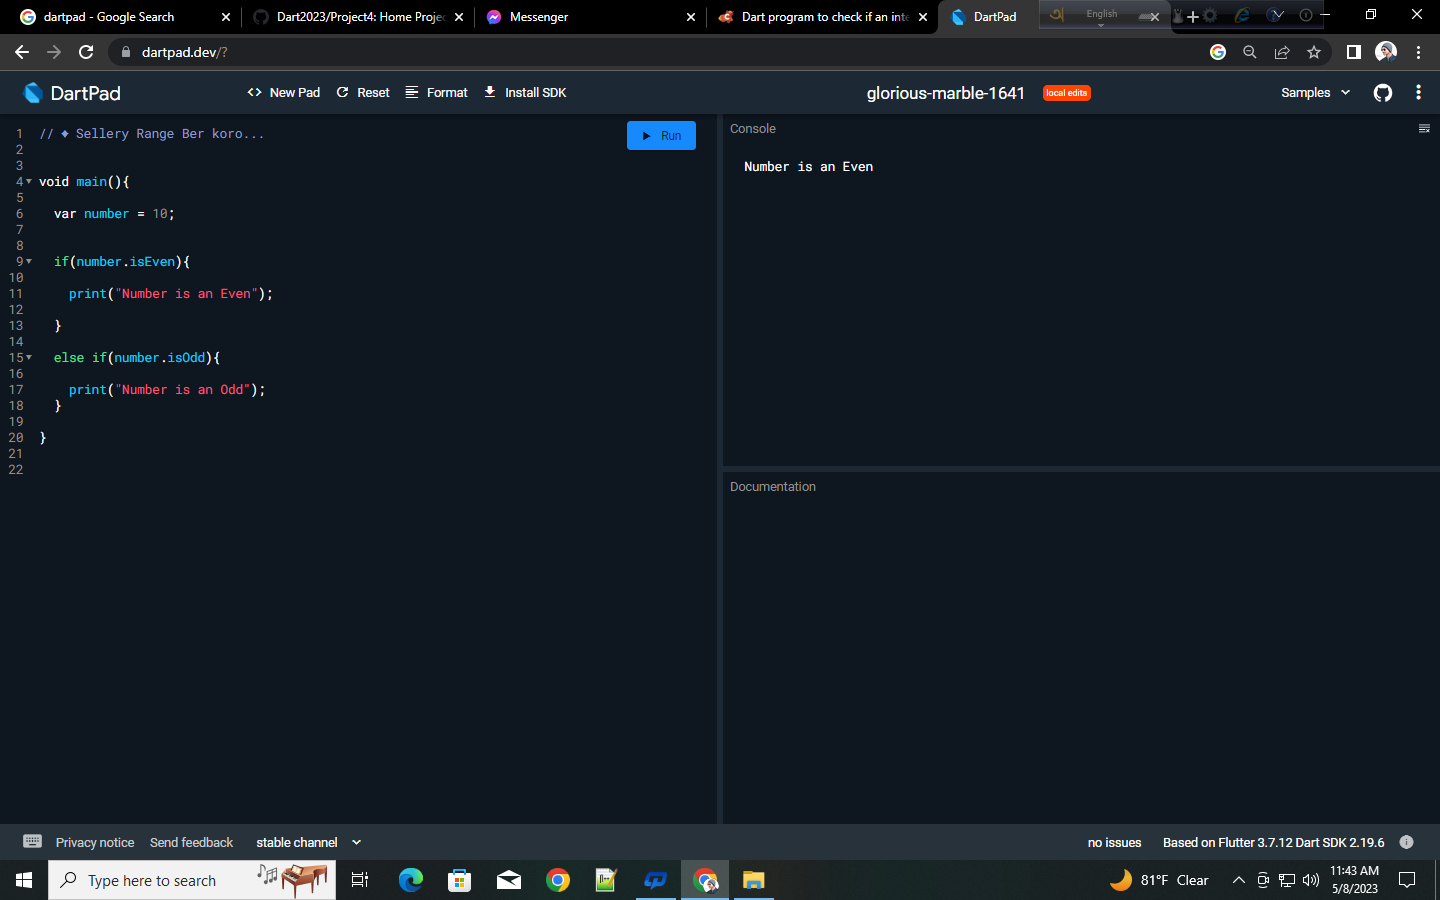 dartpad - Google Search
Dart2023/Project4: Home Projec
Messenger
Dart program to check if an inte
DartPad
English
dartpad.dev/?
DartPad
<> New Pad
Reset
Format
Install SDK
glorious-marble-1641
local edits
Samples
1 // ♦ Sellery Range Ber koro...
2
3
4 void main(){
5
6 var number = 10;
7
8
9 if(number.isEven){
10
11 print("Number is an Even");
12
13 }
14
15 else if(number.isOdd){
16
17 print("Number is an Odd");
18 }
19
20 }
21
22
Run
Console
Number is an Even
Documentation
Privacy notice
Send feedback
stable channel
no issues
Based on Flutter 3.7.12 Dart SDK 2.19.6
Type here to search
81°F Clear
11:43 AM
5/8/2023